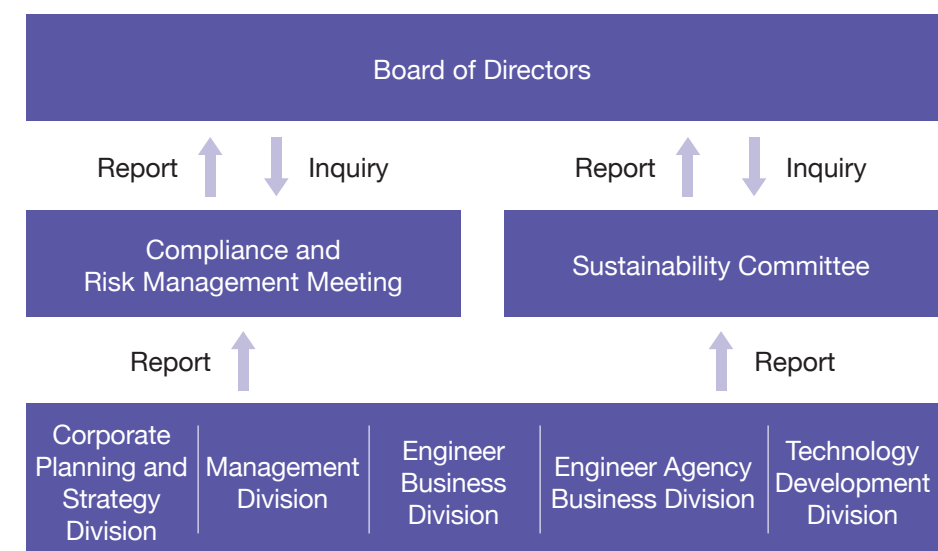 Board of Directors
Report
Inquiry
Report
Inquiry
Compliance and
Risk Management Meeting
Sustainability Committee
Report
Report
Corporate
Planning and
Strategy
Division
Management
Division
Engineer
Business
Division
Engineer Agency
Business Division
Technology
Development
Division